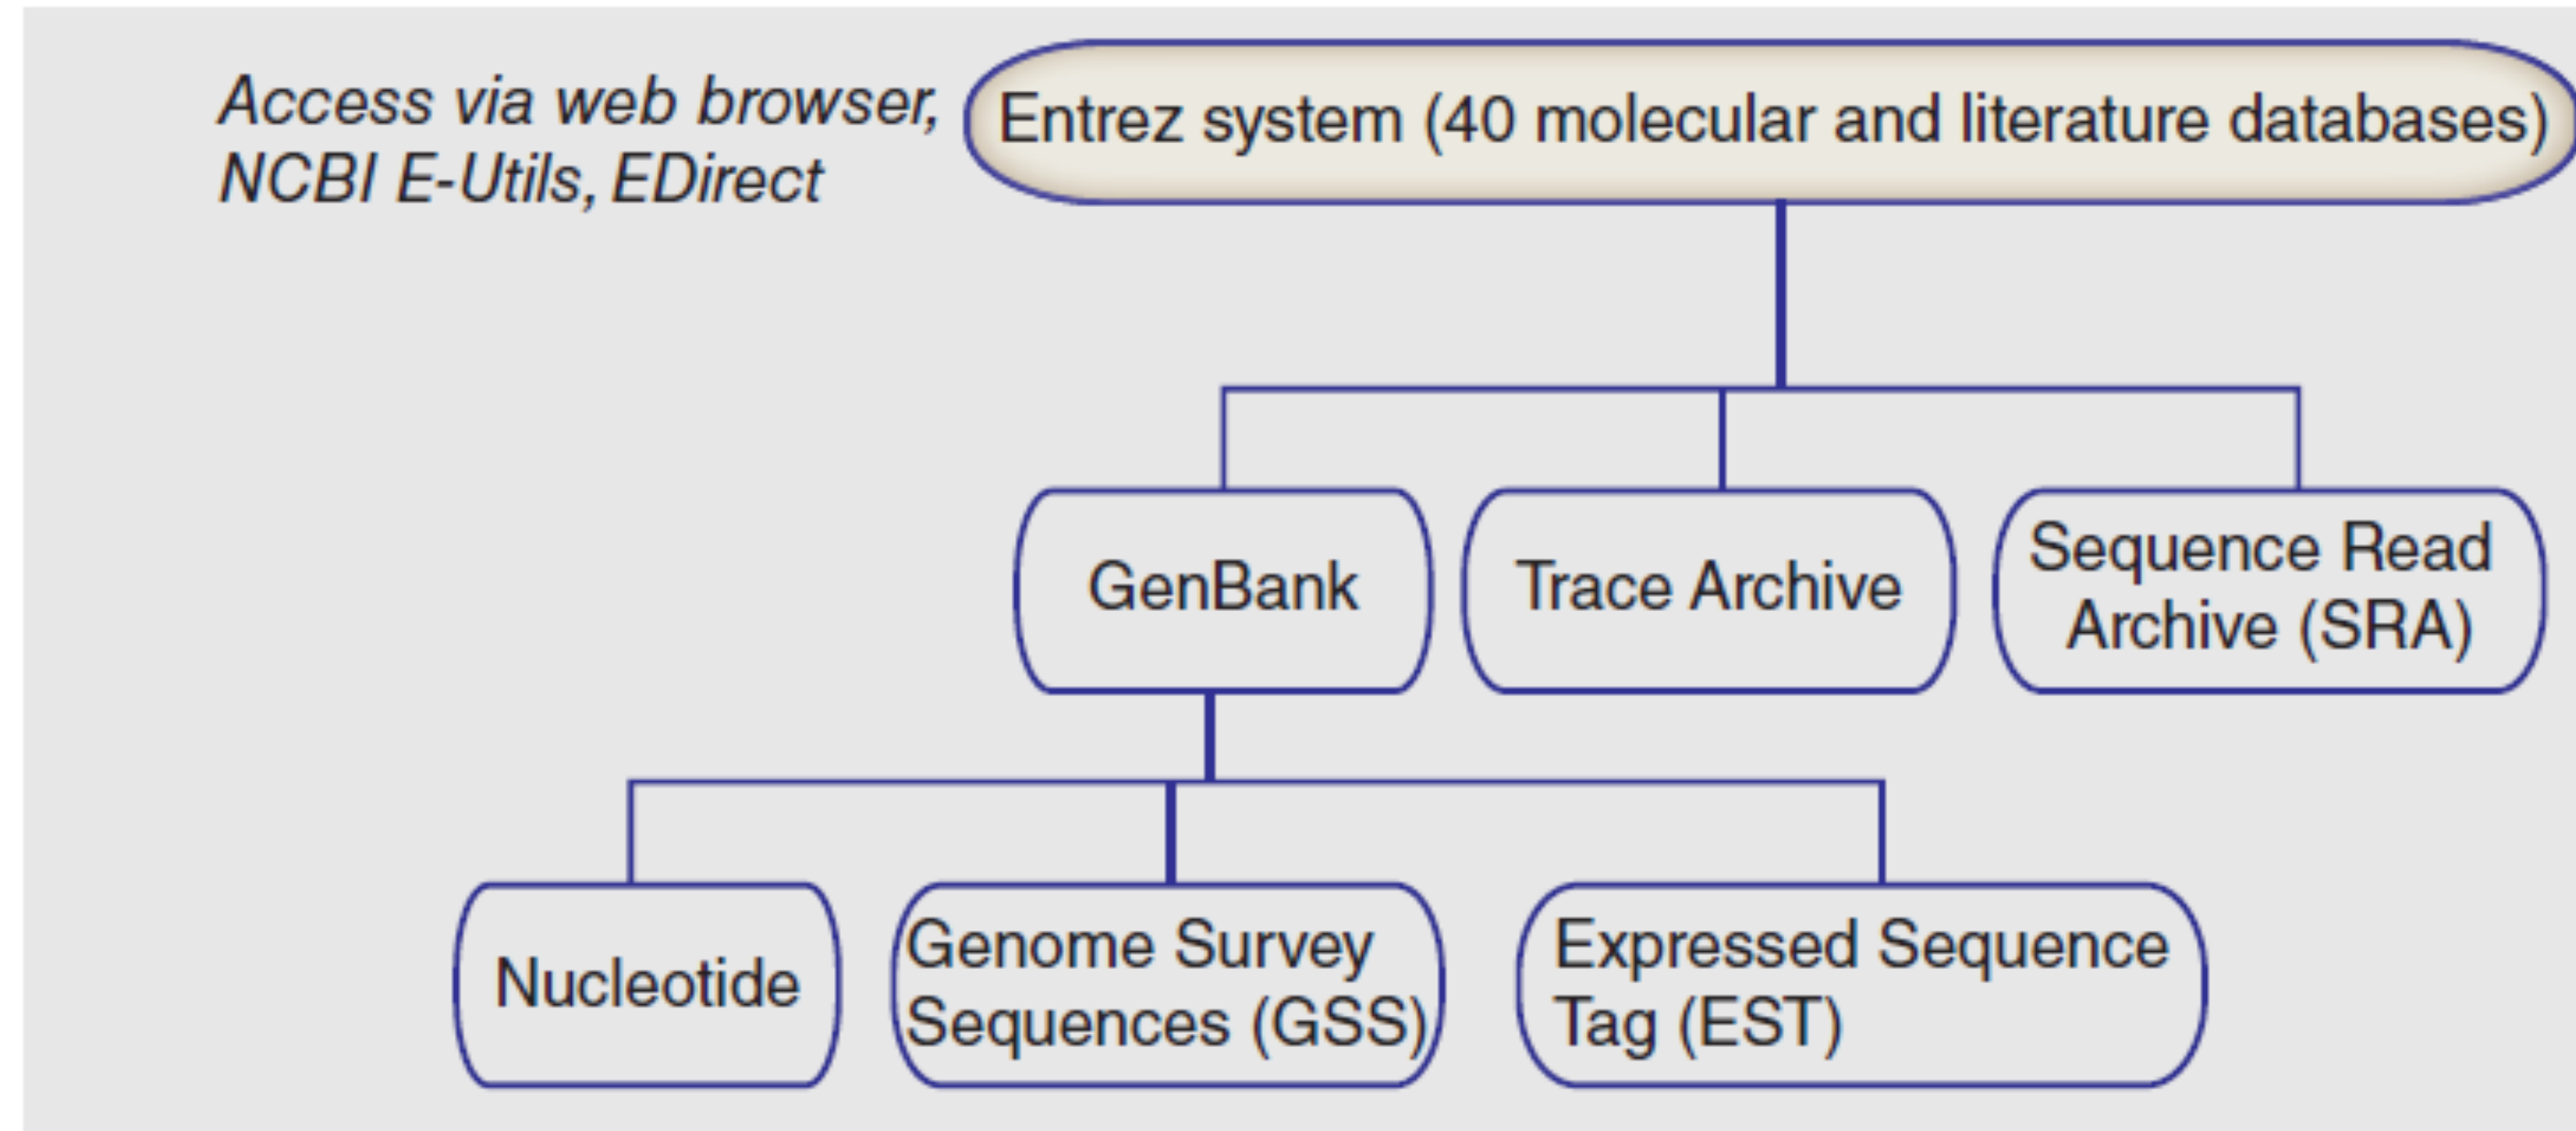 Access via web browser,
NCBI E-Utils, EDirect
Entrez system (40 molecular and literature databases)
GenBank
Trace Archive
Sequence Read
Archive (SRA)
Nucleotide
Genome Survey
Sequences (GSS)
Expressed Sequence
Tag (EST)